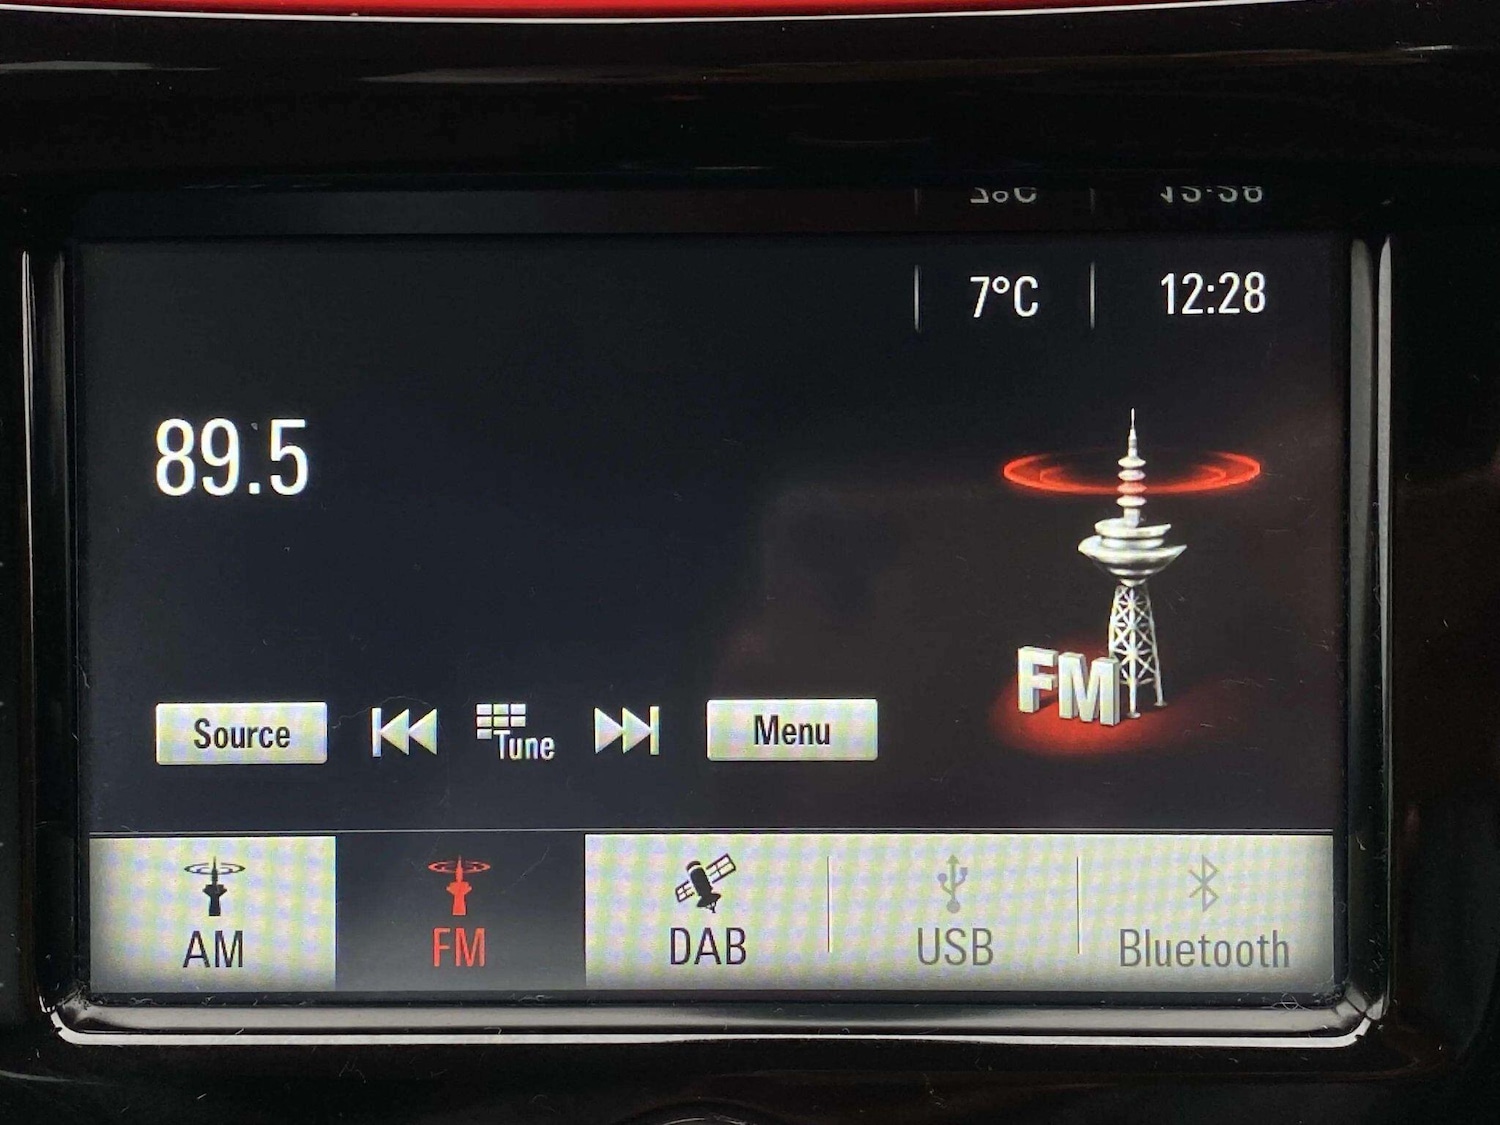 7°C 12:28
89.5
FM
Source Tune Menu
AM FM DAB USB Bluetooth